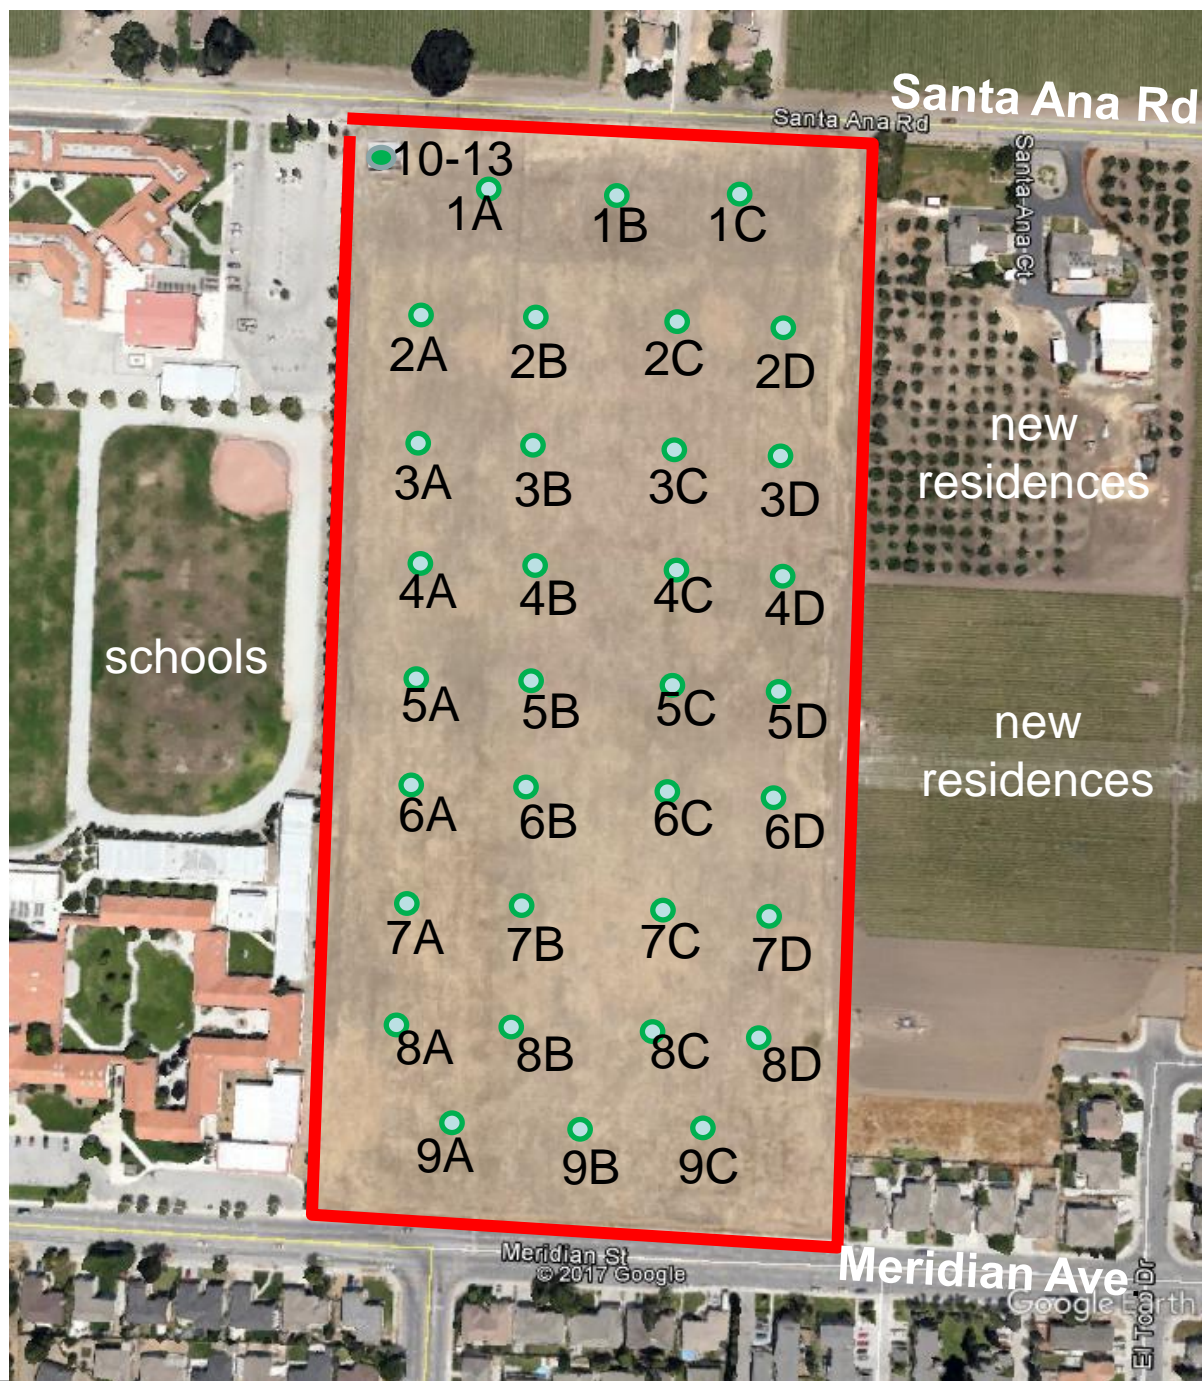 Santa Ana Rd
Santa Ana Rd
Santa Ana Ct
10-13
1A 1B 1C
2A 2B 2C 2D
new
residences
3A 3B 3C 3D
4A 4B 4C 4D
schools
5A 5B 5C 5D
new
residences
6A 6B 6C 6D
7A 7B 7C 7D
8A 8B 8C 8D
9A 9B 9C
Meridian St
© 2017 Google
Meridian Ave
Google Earth
El Toro Dr